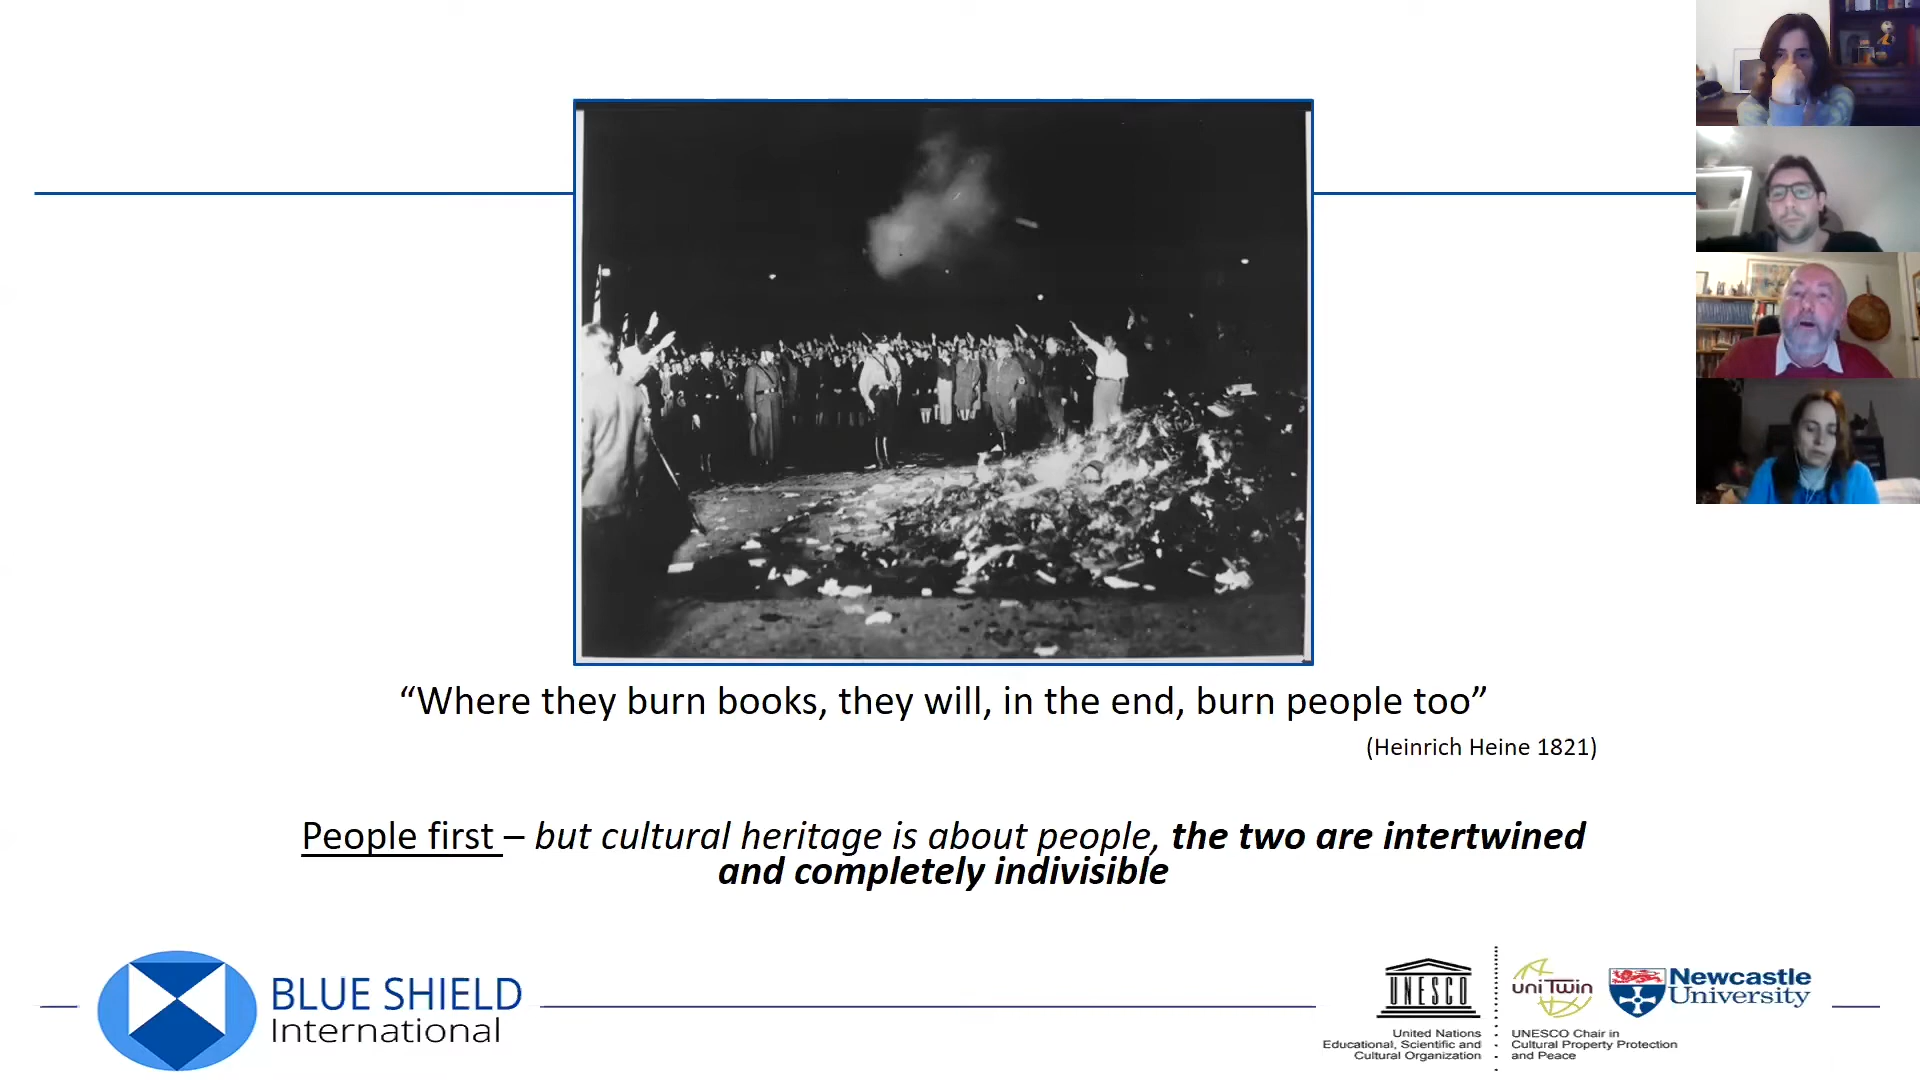 “Where they burn books, they will, in the end, burn people too”
(Heinrich Heine 1821)
People first – but cultural heritage is about people, the two are intertwined
and completely indivisible
BLUE SHIELD
International
UNESCO
United Nations
Educational, Scientific and
Cultural Organization
uniTwin
UNESCO Chair in
Cultural Property Protection
and Peace
Newcastle
University